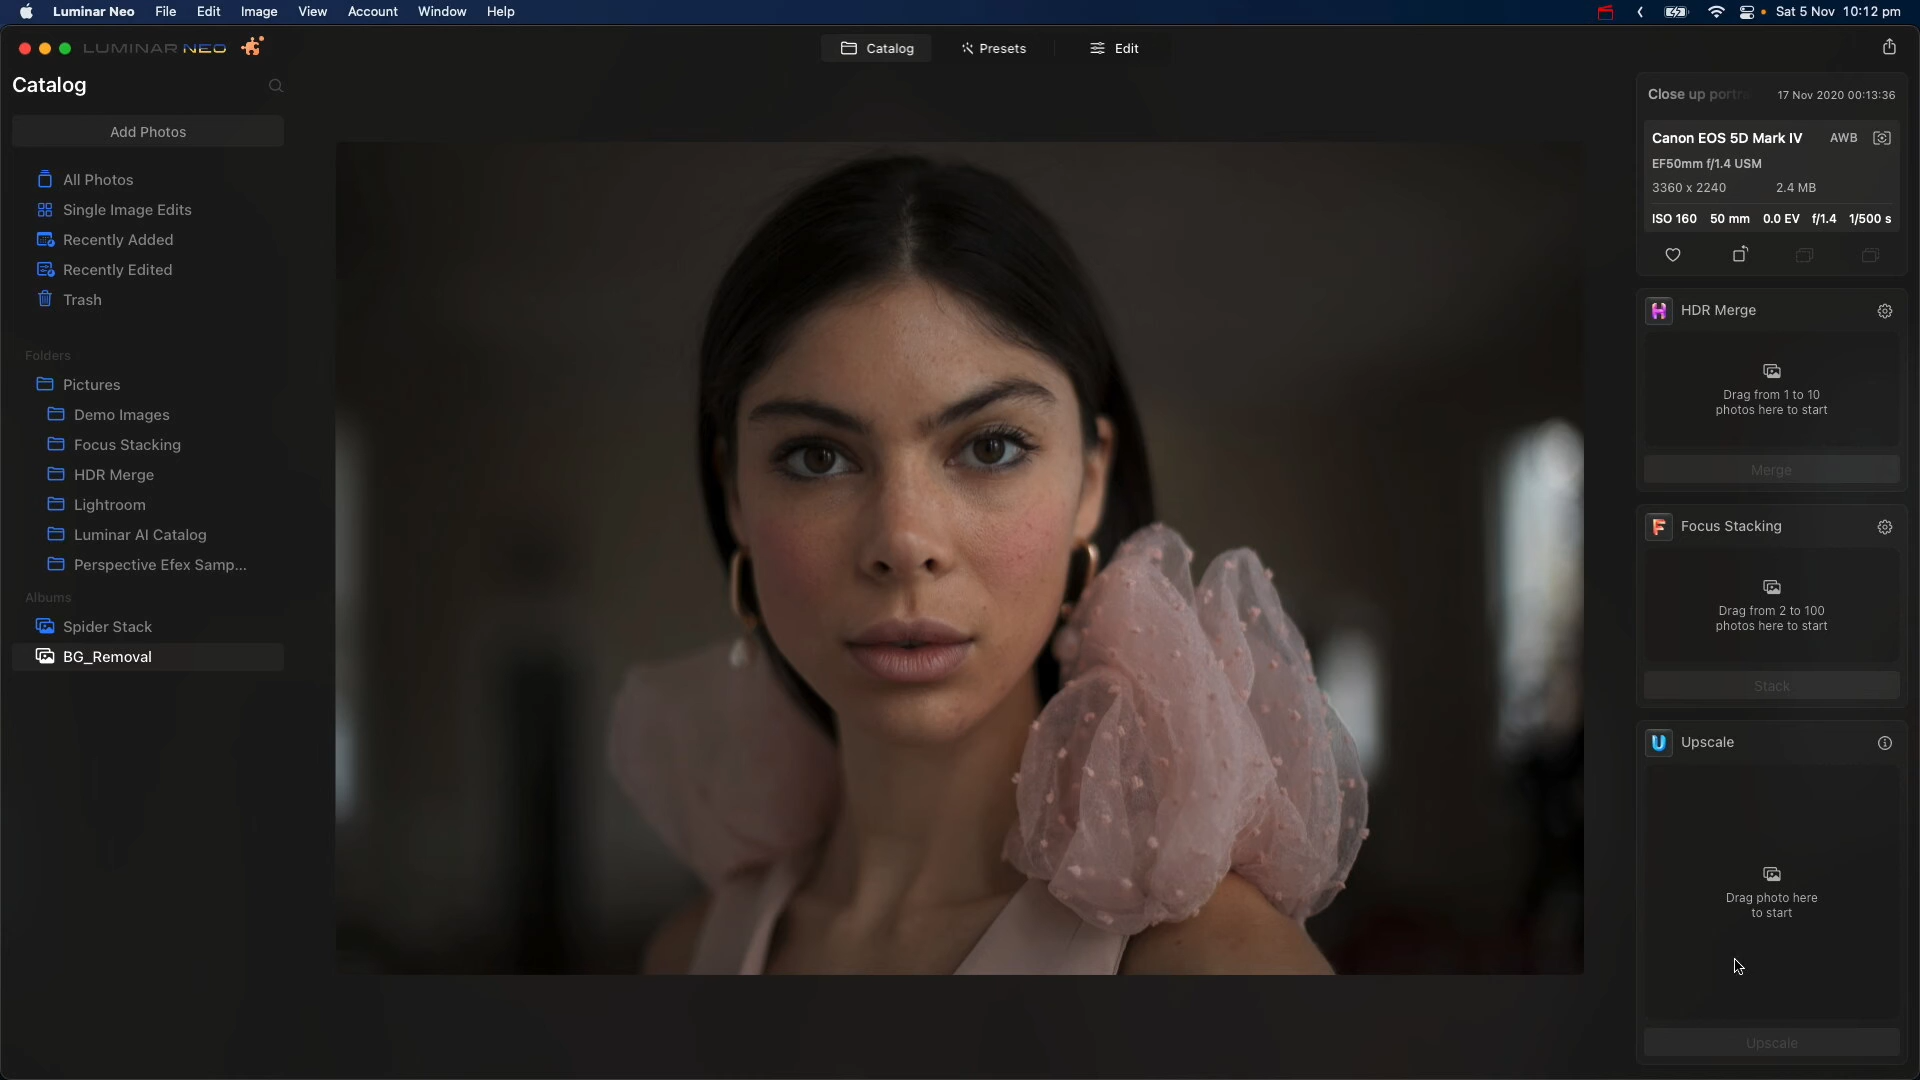 Luminar Neo File Edit Image View Account Window Help
Sat 5 Nov 10:12 pm
LUMINAR NEO
Catalog Presets Edit
Catalog
Add Photos
All Photos
Single Image Edits
Recently Added
Recently Edited
Trash
Folders
Pictures
Demo Images
Focus Stacking
HDR Merge
Lightroom
Luminar AI Catalog
Perspective Efex Samp...
Albums
Spider Stack
BG_Removal
Close up portra 17 Nov 2020 00:13:36
Canon EOS 5D Mark IV AWB
EF50mm f/1.4 USM
3360 x 2240 2.4 MB
ISO 160 50 mm 0.0 EV f/1.4 1/500 s
H HDR Merge
Drag from 1 to 10
photos here to start
Merge
F Focus Stacking
Drag from 2 to 100
photos here to start
Stack
U Upscale
Drag photo here
to start
Upscale